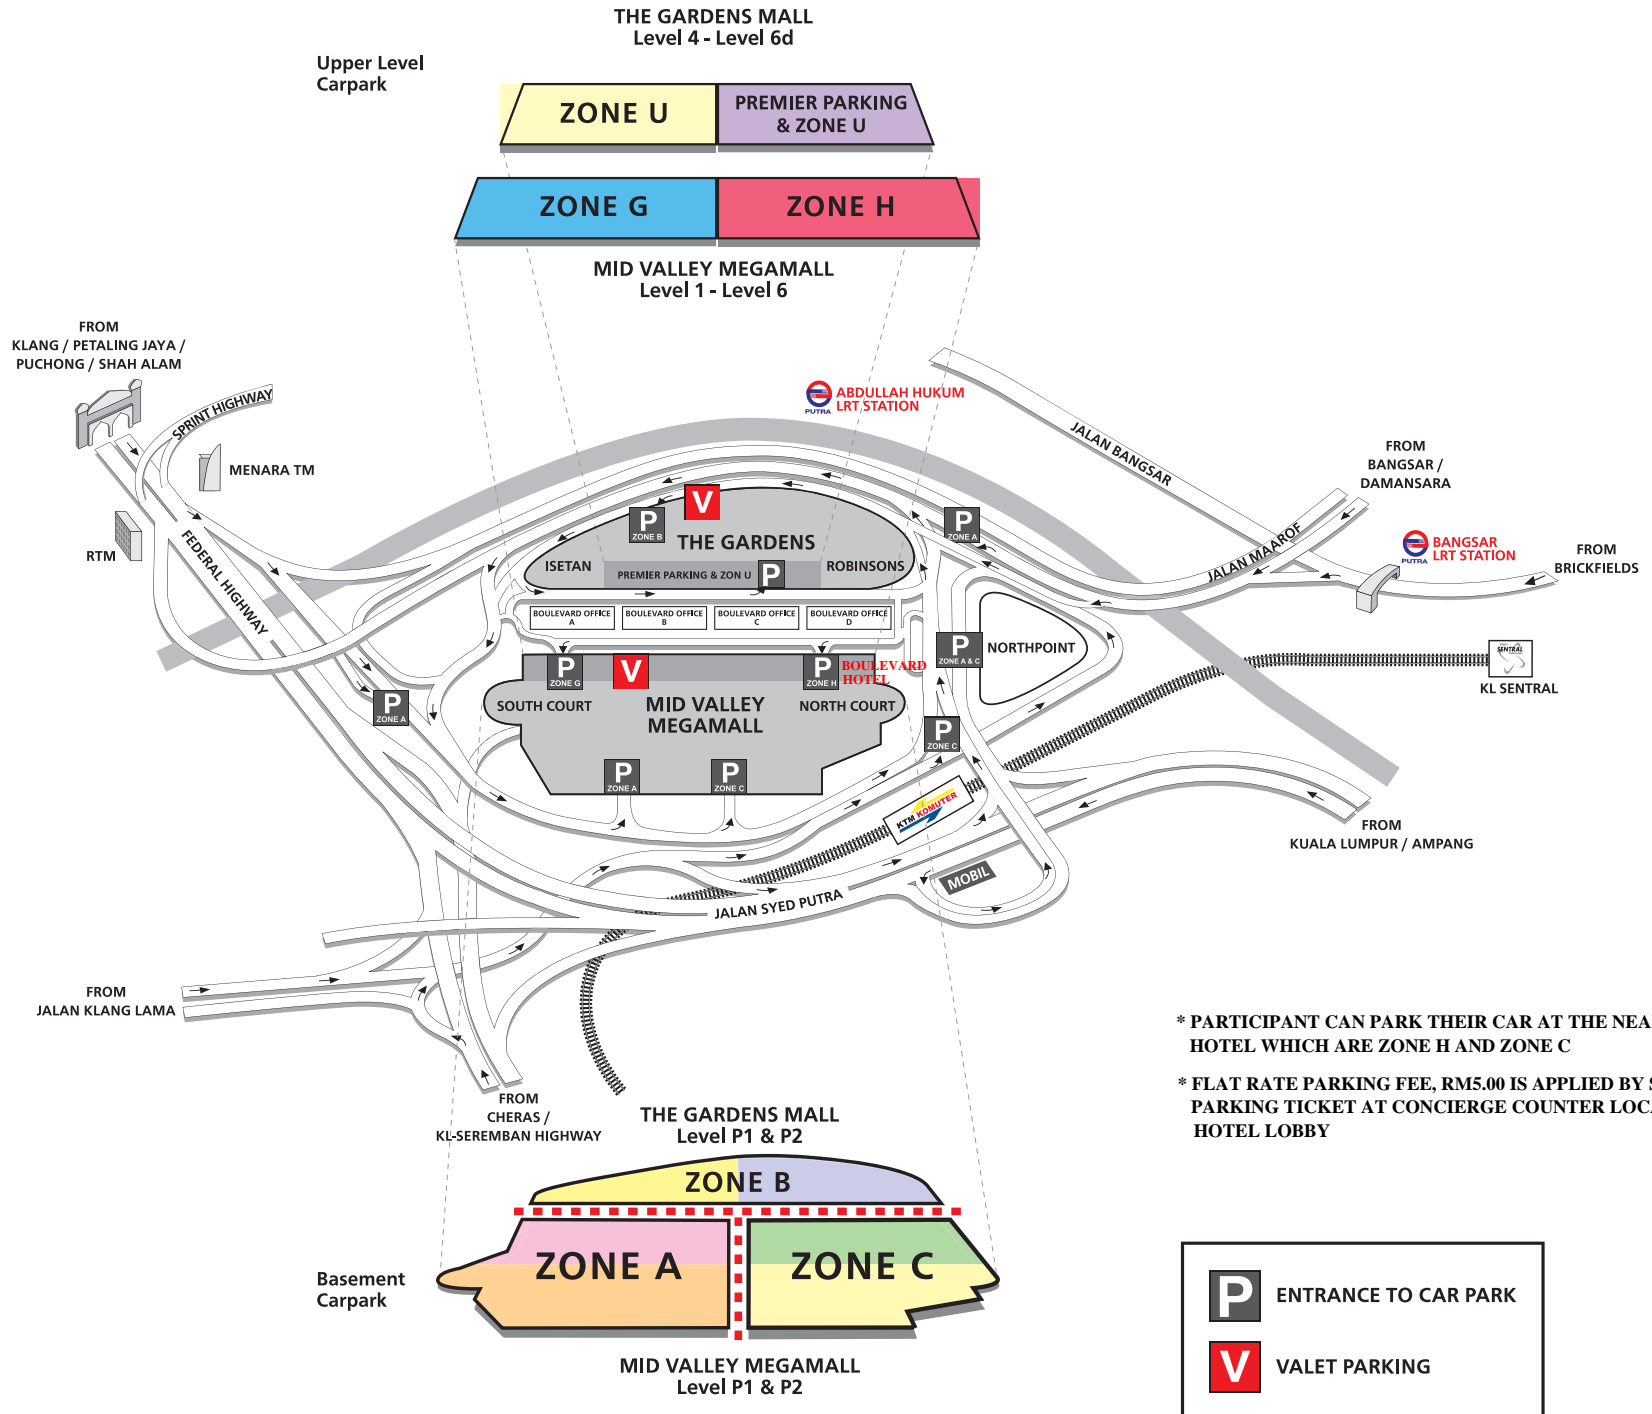 THE GARDENS MALL
Level 4 - Level 6d
Upper Level
Carpark
ZONE U
PREMIER PARKING
& ZONE U
ZONE G
ZONE H
MID VALLEY MEGAMALL
Level 1 - Level 6
FROM
KLANG / PETALING JAYA /
PUCHONG / SHAH ALAM
SPRINT HIGHWAY
MENARA TM
RTM
FEDERAL HIGHWAY
PUTRA
ABDULLAH HUKUM
LRT STATION
JALAN BANGSAR
FROM
BANGSAR /
DAMANSARA
JALAN MAAROF
PUTRA
BANGSAR
LRT STATION
FROM
BRICKFIELDS
V
P
ZONE B
P
ZONE A
THE GARDENS
ISETAN
PREMIER PARKING & ZON U
P
ROBINSONS
BOULEVARD OFFICE
A
BOULEVARD OFFICE
B
BOULEVARD OFFICE
C
BOULEVARD OFFICE
D
P
ZONE A & C
NORTHPOINT
SENTRAL
KL SENTRAL
P
ZONE G
V
P
ZONE H
BOULEVARD
HOTEL
SOUTH COURT
MID VALLEY
MEGAMALL
NORTH COURT
P
ZONE A
P
ZONE C
P
ZONE A
P
ZONE C
KTM KOMUTER
FROM
KUALA LUMPUR / AMPANG
MOBIL
JALAN SYED PUTRA
FROM
JALAN KLANG LAMA
FROM
CHERAS /
KL-SEREMBAN HIGHWAY
* PARTICIPANT CAN PARK THEIR CAR AT THE
HOTEL WHICH ARE ZONE H AND ZONE C
* FLAT RATE PARKING FEE, RM5.00 IS APPLIED BY
PARKING TICKET AT CONCIERGE COUNTER
HOTEL LOBBY
THE GARDENS MALL
Level P1 & P2
ZONE B
ZONE A
ZONE C
Basement
Carpark
MID VALLEY MEGAMALL
Level P1 & P2
P
ENTRANCE TO CAR PARK
V
VALET PARKING